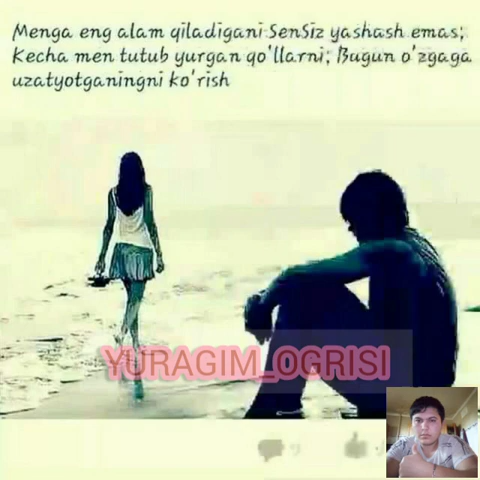 Menga eng alam qiladigani SenSiz yashash emas;
Kecha men tutub yurgan qo'llarni; Bugun o'zgaga
uzatyotganingni ko'rish
YURAGIM_OGRISI